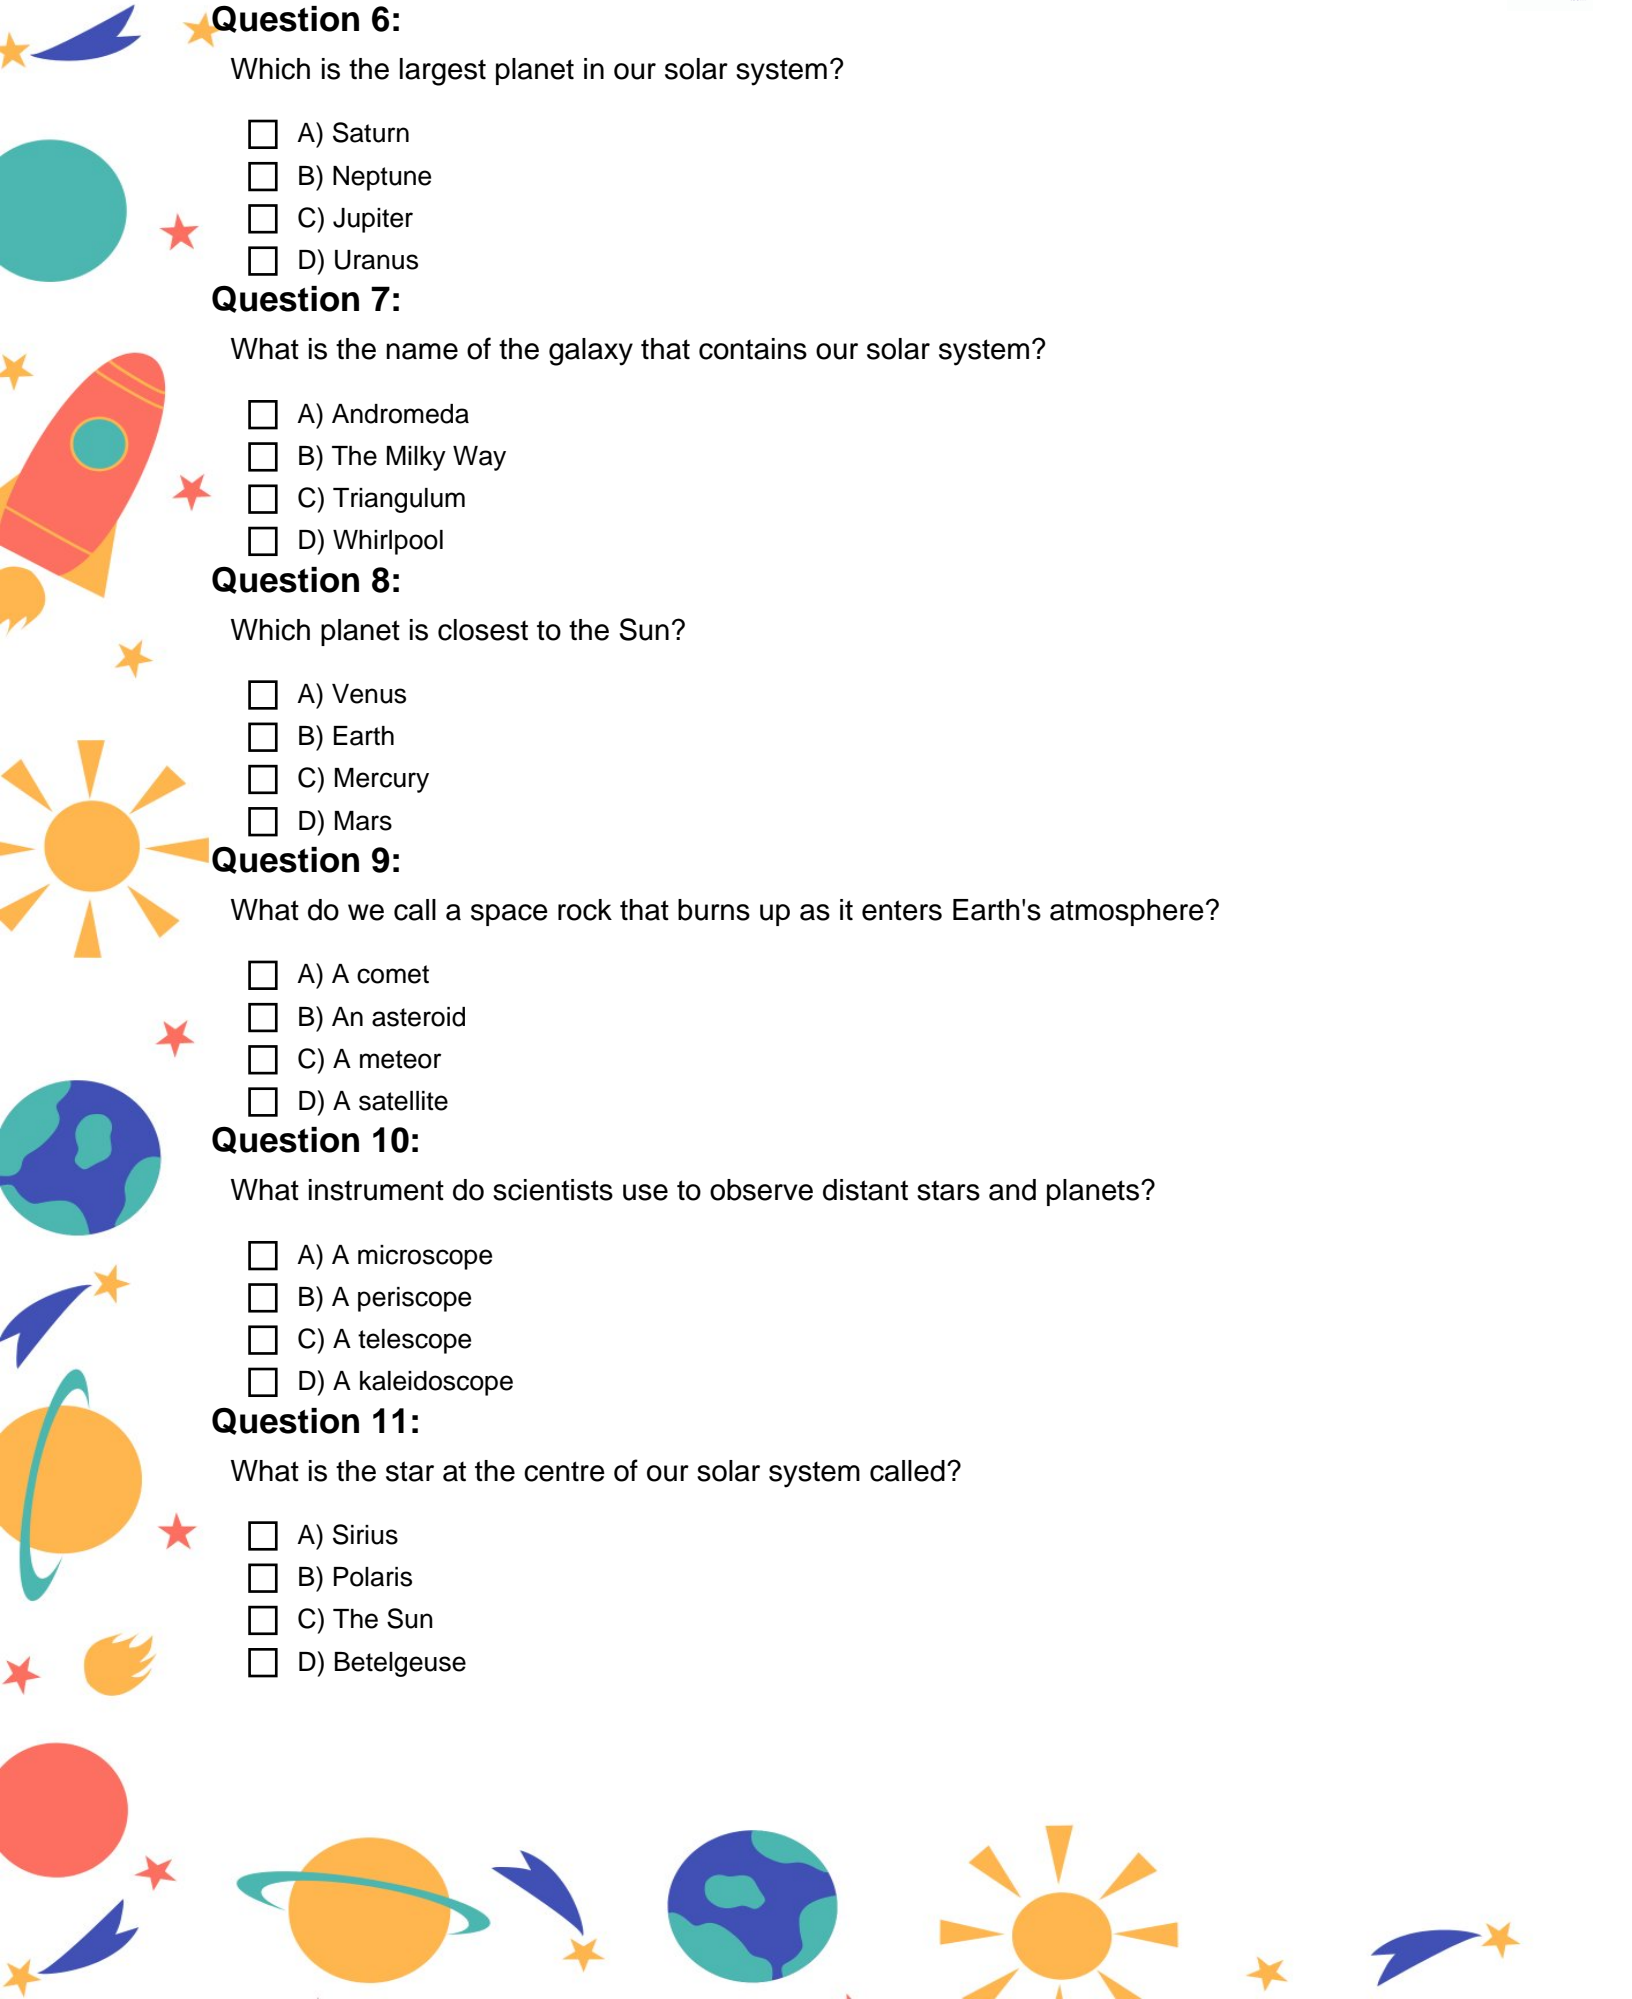 Question 6:
Which is the largest planet in our solar system?
A) Saturn
B) Neptune
C) Jupiter
D) Uranus
Question 7:
What is the name of the galaxy that contains our solar system?
A) Andromeda
B) The Milky Way
C) Triangulum
D) Whirlpool
Question 8:
Which planet is closest to the Sun?
A) Venus
B) Earth
C) Mercury
D) Mars
Question 9:
What do we call a space rock that burns up as it enters Earth's atmosphere?
A) A comet
B) An asteroid
C) A meteor
D) A satellite
Question 10:
What instrument do scientists use to observe distant stars and planets?
A) A microscope
B) A periscope
C) A telescope
D) A kaleidoscope
Question 11:
What is the star at the centre of our solar system called?
A) Sirius
B) Polaris
C) The Sun
D) Betelgeuse